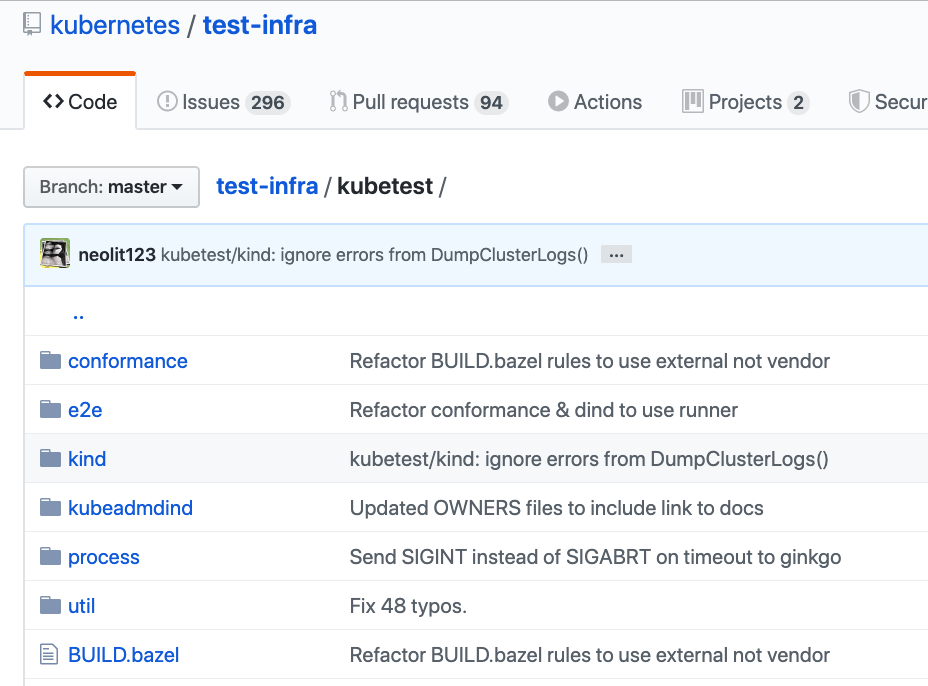 kubernetes / test-infra
Code Issues 296 Pull requests 94 Actions Projects 2 Secur
Branch: master test-infra / kubetest /
neolit123 kubetest/kind: ignore errors from DumpClusterLogs() ...
..
conformance Refactor BUILD.bazel rules to use external not vendor
e2e Refactor conformance & dind to use runner
kind kubetest/kind: ignore errors from DumpClusterLogs()
kubeadmdind Updated OWNERS files to include link to docs
process Send SIGINT instead of SIGABRT on timeout to ginkgo
util Fix 48 typos.
BUILD.bazel Refactor BUILD.bazel rules to use external not vendor